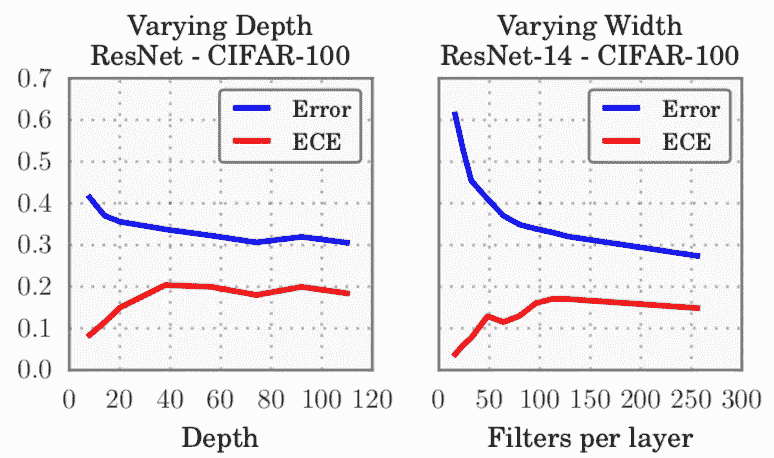 Varying Depth
ResNet - CIFAR-100
Varying Width
ResNet-14 - CIFAR-100
0.7
0.6
0.5
0.4
0.3
0.2
0.1
0.0
Error
ECE
Error
ECE
0 20 40 60 80 100 120
0 50 100 150 200 250 300
Depth
Filters per layer